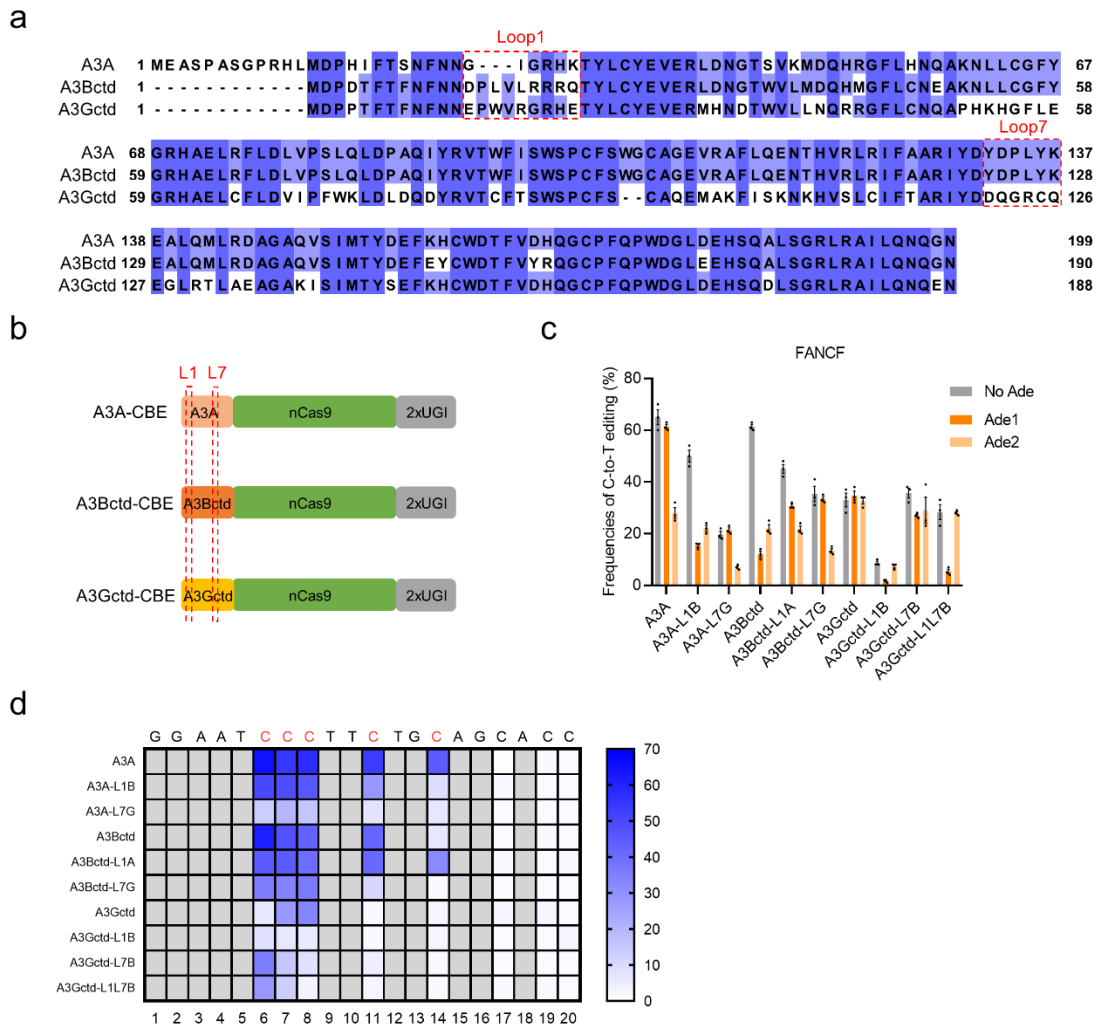 a
Loop1
A3A 1 MEASPASGPRHLMDPHIFTSNFNNG---IGRHKTYLCYEVERLDNGTSVKMDQHRGFLHNQAKNLLCGFY 67
A3Bctd 1 ------------MDPDTFTFNFNNDPLVLRRRQTYLCYEVERLDNGTWVLMDQHMGFLCNEAKNLLCGFY 58
A3Gctd 1 ------------MDPPTFTFNFNNEPWVRGRHETYLCYEVERMHNDTWVLLNQRRGFLCNQAPHKHGFLE 58
Loop7
A3A 68 GRHAELRFLDLVPSLQLDPAQIYRVTWFISWSPCFSWGCAGEVRAFLQENTHVRLRIFAARIYDYDPLYK 137
A3Bctd 59 GRHAELRFLDLVPSLQLDPAQIYRVTWFISWSPCFSWGCAGEVRAFLQENTHVRLRIFAARIYDYDPLYK 128
A3Gctd 59 GRHAELCFLDVIPFWKLDLDQDYRVTCFTSWSPCFS--CAQEMAKFISKNKHVSLCIFTARIYDDQGRCQ 126
A3A 138 EALQMLRDAGAQVSIMTYDEFKHCWDTFVDHQGCPFQPWDGLDEHSQALSGRLRAILQNQGN 199
A3Bctd 129 EALQMLRDAGAQVSIMTYDEFEYCWDTFVYRQGCPFQPWDGLEEHSQALSGRLRAILQNQGN 190
A3Gctd 127 EGLRTLAEAGAKISIMTYSEFKHCWDTFVDHQGCPFQPWDGLDEHSQDLSGRLRAILQNQEN 188
b
L1 L7
A3A-CBE A3A nCas9 2xUGI
A3Bctd-CBE A3Bctd nCas9 2xUGI
A3Gctd-CBE A3Gctd nCas9 2xUGI
c
FANCF
Frequencies of C-to-T editing (%)
80
60
40
20
0
No Ade
Ade1
Ade2
A3A
A3A-L1B
A3A-L7G
A3Bctd
A3Bctd-L1A
A3Bctd-L7G
A3Gctd
A3Gctd-L1B
A3Gctd-L7B
A3Gctd-L1L7B
d
G G A A T C C C T T C T G C A G C A C C
A3A
A3A-L1B
A3A-L7G
A3Bctd
A3Bctd-L1A
A3Bctd-L7G
A3Gctd
A3Gctd-L1B
A3Gctd-L7B
A3Gctd-L1L7B
1 2 3 4 5 6 7 8 9 10 11 12 13 14 15 16 17 18 19 20
70
60
50
40
30
20
10
0